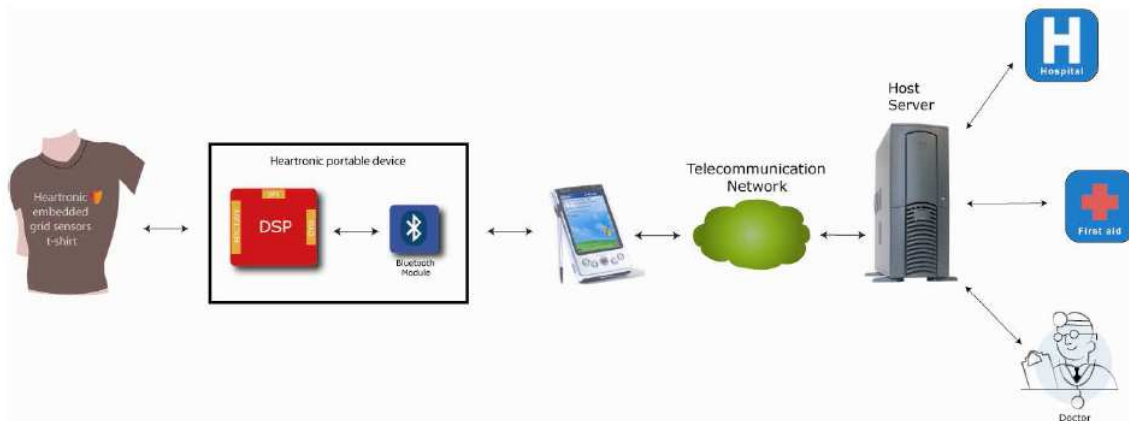 Heartronic
embedded
grid sensors
t-shirt
Heartronic portable device
DSP
Bluetooth
Module
Telecommunication
Network
Host
Server
H
Hospital
First aid
Doctor